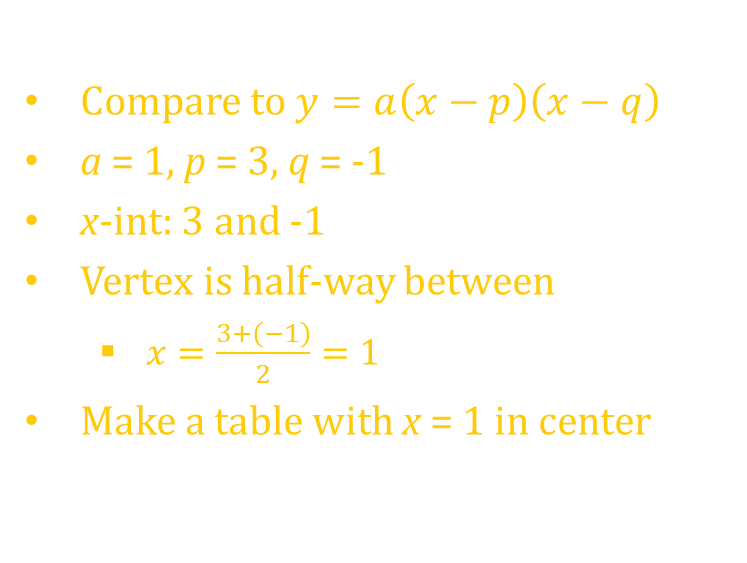 • Compare to 𝑦 = 𝑎(𝑥 − 𝑝)(𝑥 − 𝑞)
• a = 1, p = 3, q = -1
• x-int: 3 and -1
• Vertex is half-way between
▪ 𝑥 = \frac{3+(−1)}{2} = 1
• Make a table with x = 1 in center